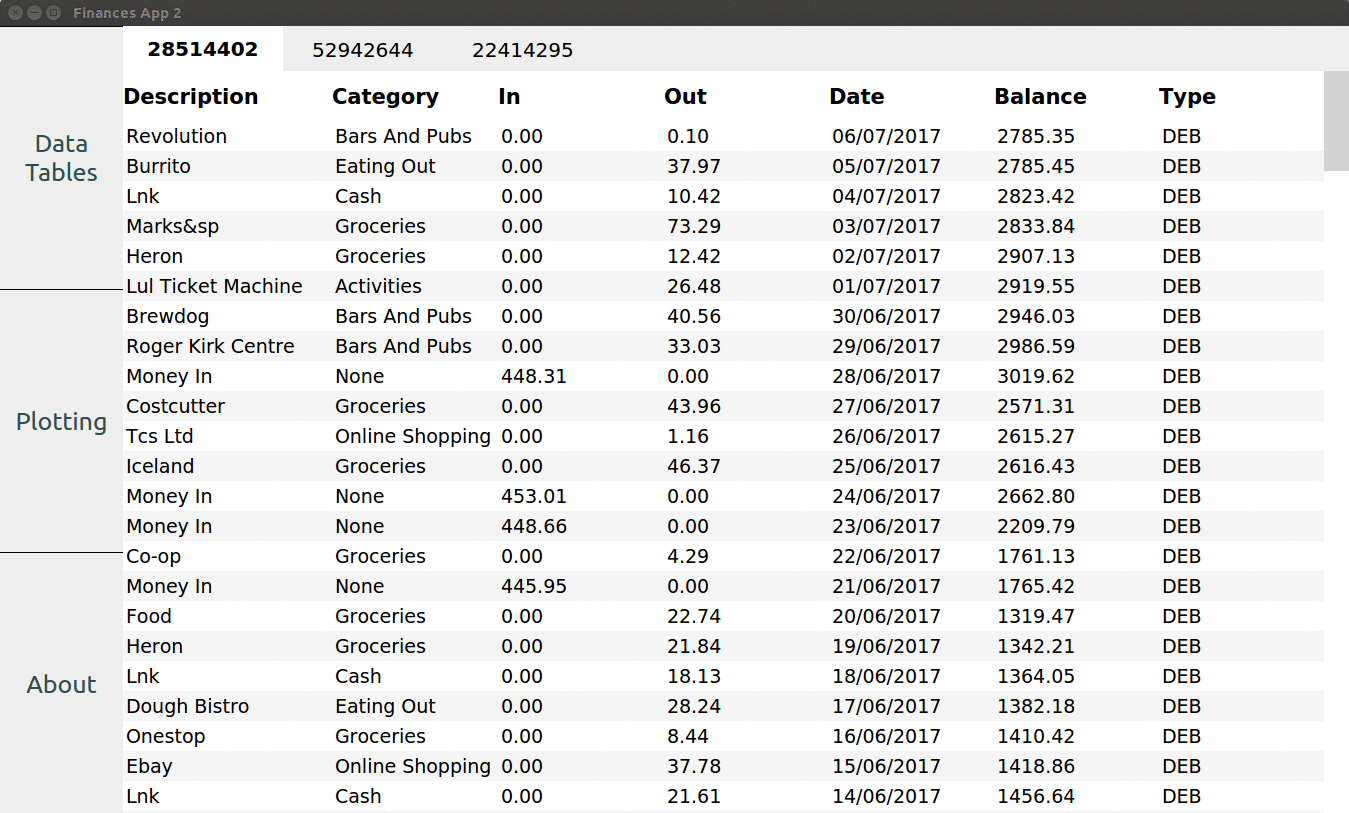 Finances App 2
28514402 52942644 22414295
Data
Tables
Plotting
About
Description Category In Out Date Balance Type
Revolution Bars And Pubs 0.00 0.10 06/07/2017 2785.35 DEB
Burrito Eating Out 0.00 37.97 05/07/2017 2785.45 DEB
Lnk Cash 0.00 10.42 04/07/2017 2823.42 DEB
Marks&sp Groceries 0.00 73.29 03/07/2017 2833.84 DEB
Heron Groceries 0.00 12.42 02/07/2017 2907.13 DEB
Lul Ticket Machine Activities 0.00 26.48 01/07/2017 2919.55 DEB
Brewdog Bars And Pubs 0.00 40.56 30/06/2017 2946.03 DEB
Roger Kirk Centre Bars And Pubs 0.00 33.03 29/06/2017 2986.59 DEB
Money In None 448.31 0.00 28/06/2017 3019.62 DEB
Costcutter Groceries 0.00 43.96 27/06/2017 2571.31 DEB
Tcs Ltd Online Shopping 0.00 1.16 26/06/2017 2615.27 DEB
Iceland Groceries 0.00 46.37 25/06/2017 2616.43 DEB
Money In None 453.01 0.00 24/06/2017 2662.80 DEB
Money In None 448.66 0.00 23/06/2017 2209.79 DEB
Co-op Groceries 0.00 4.29 22/06/2017 1761.13 DEB
Money In None 445.95 0.00 21/06/2017 1765.42 DEB
Food Groceries 0.00 22.74 20/06/2017 1319.47 DEB
Heron Groceries 0.00 21.84 19/06/2017 1342.21 DEB
Lnk Cash 0.00 18.13 18/06/2017 1364.05 DEB
Dough Bistro Eating Out 0.00 28.24 17/06/2017 1382.18 DEB
Onestop Groceries 0.00 8.44 16/06/2017 1410.42 DEB
Ebay Online Shopping 0.00 37.78 15/06/2017 1418.86 DEB
Lnk Cash 0.00 21.61 14/06/2017 1456.64 DEB